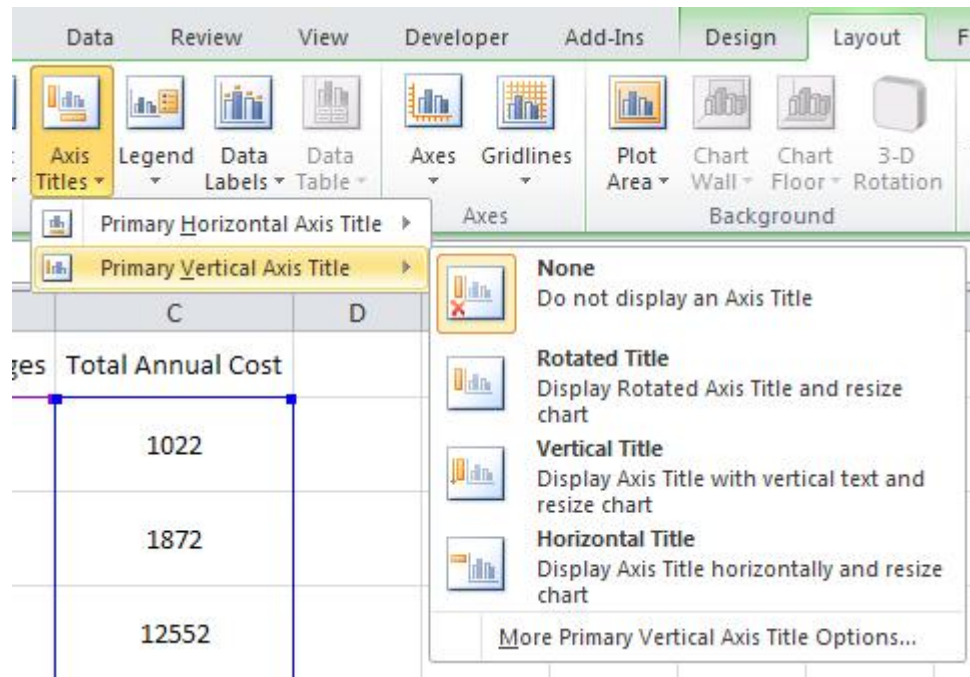 Data Review View Developer Add-Ins Design Layout F
Axis Legend Data Data Axes Gridlines Plot Chart Chart 3-D
Titles Labels Table Area Wall Floor Rotation
Axes Background
Primary Horizontal Axis Title
Primary Vertical Axis Title
None
Do not display an Axis Title
Rotated Title
Display Rotated Axis Title and resize
chart
Vertical Title
Display Axis Title with vertical text and
resize chart
Horizontal Title
Display Axis Title horizontally and resize
chart
More Primary Vertical Axis Title Options...
C D
ges Total Annual Cost
1022
1872
12552